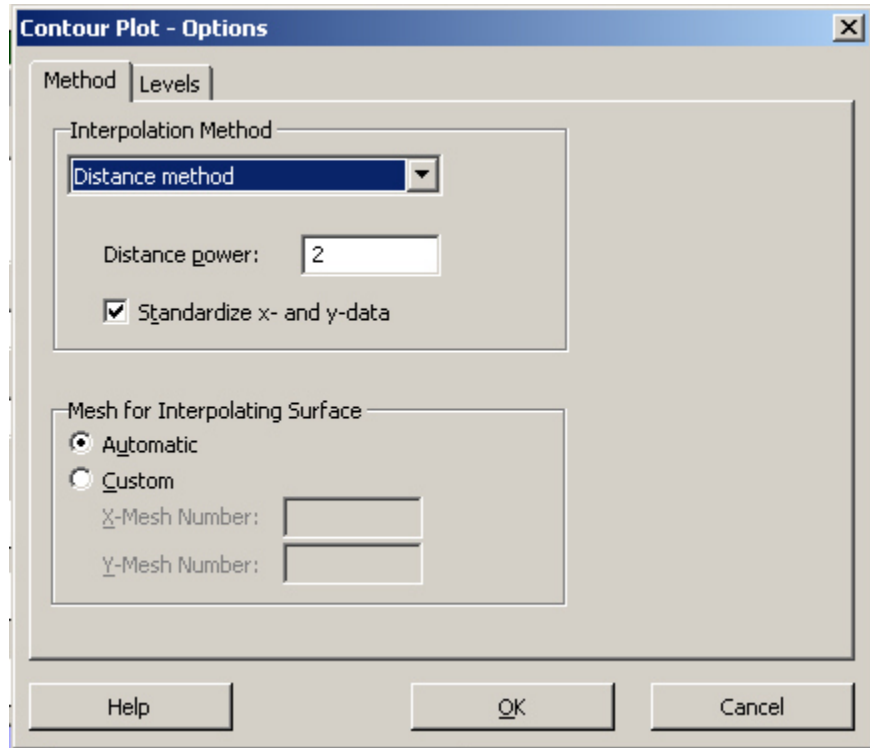 Contour Plot - Options
Method Levels
Interpolation Method
Distance method
Distance power: 2
Standardize x- and y-data
Mesh for Interpolating Surface
Automatic
Custom
X-Mesh Number:
Y-Mesh Number:
Help OK Cancel